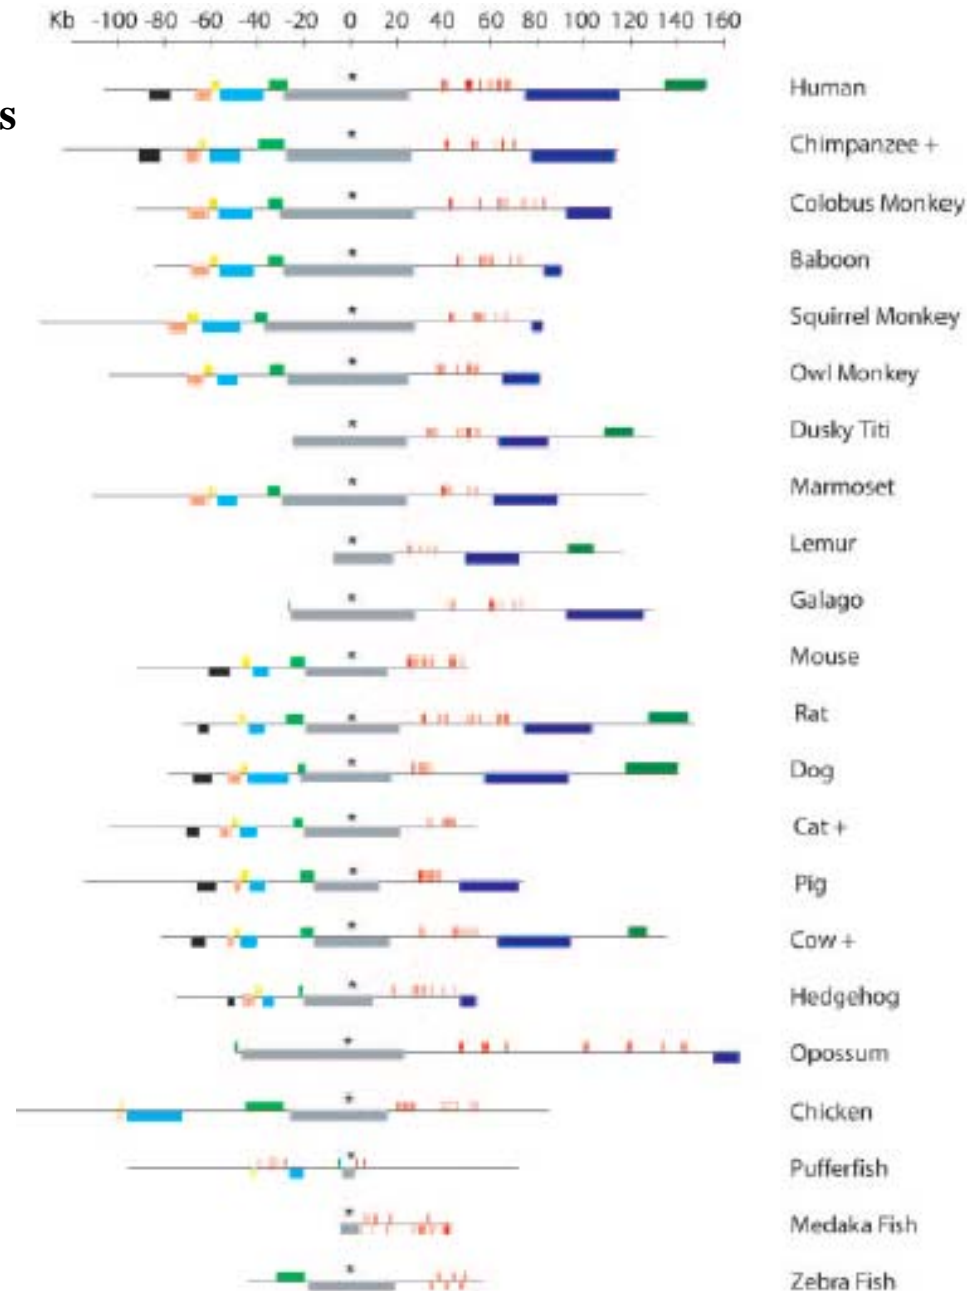 Kb -100 -80 -60 -40 -20 0 20 40 60 80 100 120 140 160
* Human
s
* Chimpanzee +
* Colobus Monkey
* Baboon
* Squirrel Monkey
* Owl Monkey
* Dusky Titi
* Marmoset
* Lemur
* Galago
* Mouse
* Rat
* Dog
* Cat +
* Pig
* Cow +
* Hedgehog
* Opossum
* Chicken
* Pufferfish
* Medaka Fish
* Zebra Fish